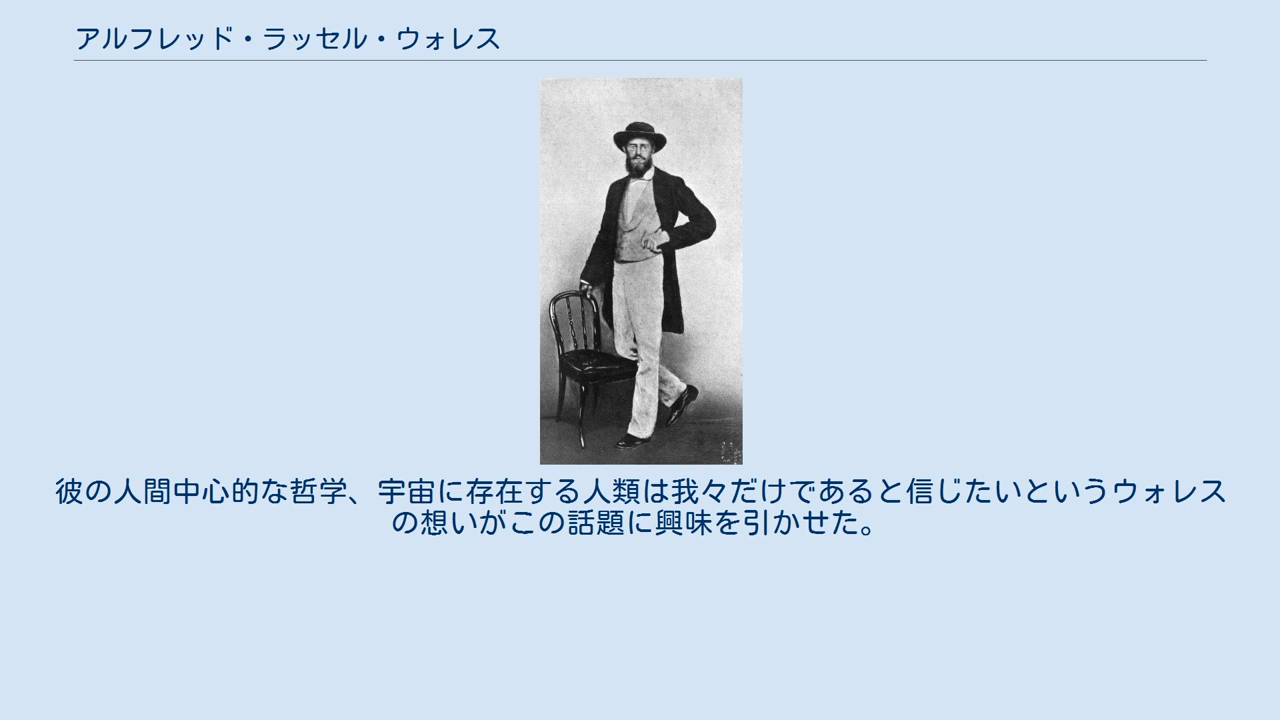 アルフレッド・ラッセル・ウォレス
彼の人間中心的な哲学、宇宙に存在する人類は我々だけであると信じたいというウォレス
の想いがこの話題に興味を引かせた。